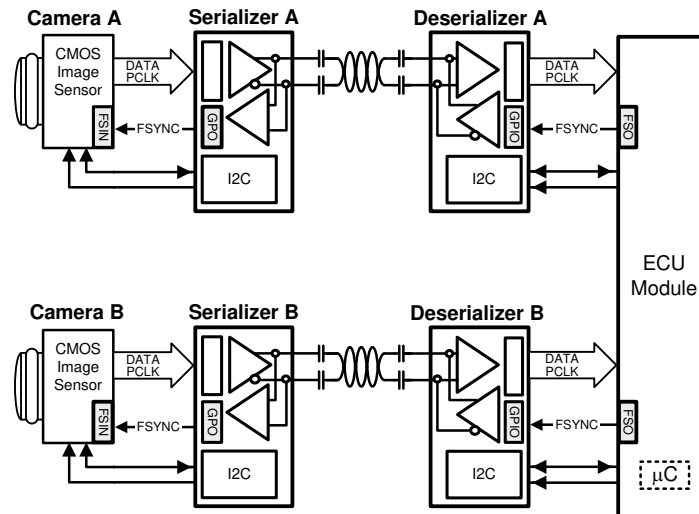 Camera A
Serializer A
Deserializer A
CMOS
Image
Sensor
DATA
PCLK
DATA
PCLK
FSIN
FSYNC
GPO
GPIO
FSYNC
FSO
I2C
I2C
ECU
Module
Camera B
Serializer B
Deserializer B
CMOS
Image
Sensor
DATA
PCLK
DATA
PCLK
FSIN
FSYNC
GPO
GPIO
FSYNC
FSO
I2C
I2C
µC